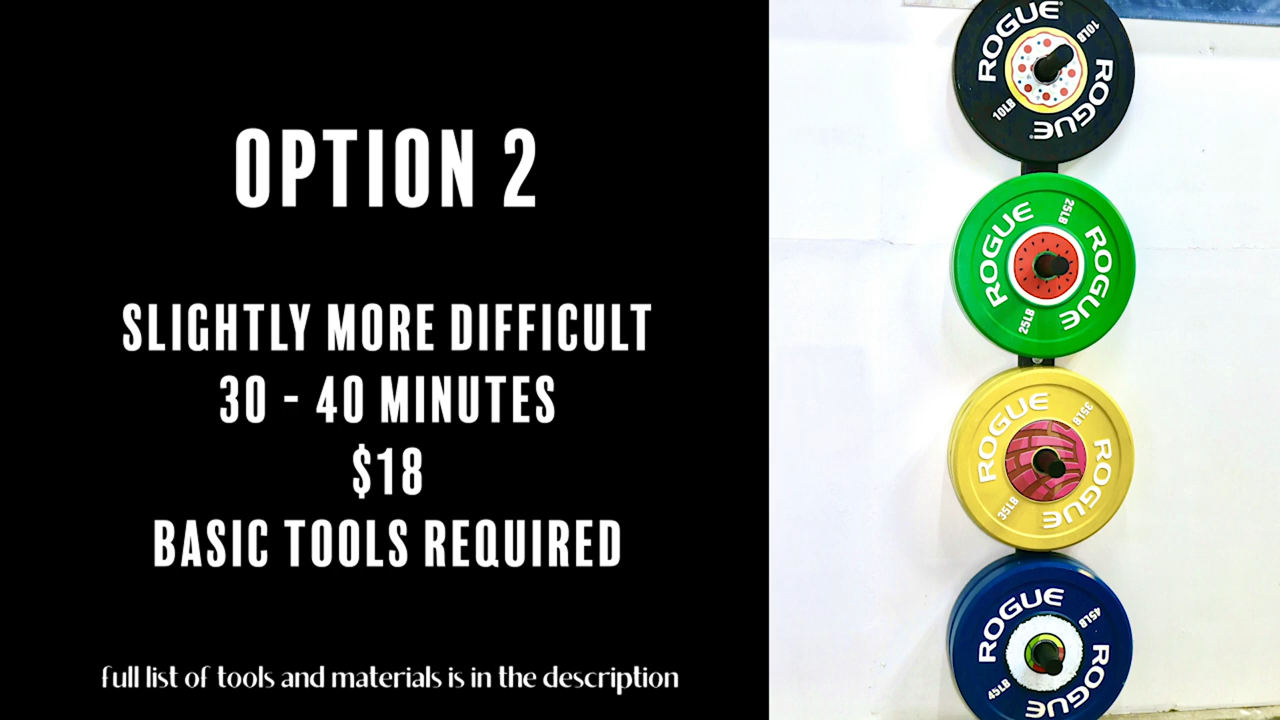 OPTION 2
SLIGHTLY MORE DIFFICULT
30 - 40 MINUTES
$18
BASIC TOOLS REQUIRED
full list of tools and materials is in the description
ROGUE
10LB
ROGUE
10LB
ROGUE
25LB
ROGUE
25LB
ROGUE
35LB
ROGUE
35LB
ROGUE
45LB
ROGUE
45LB